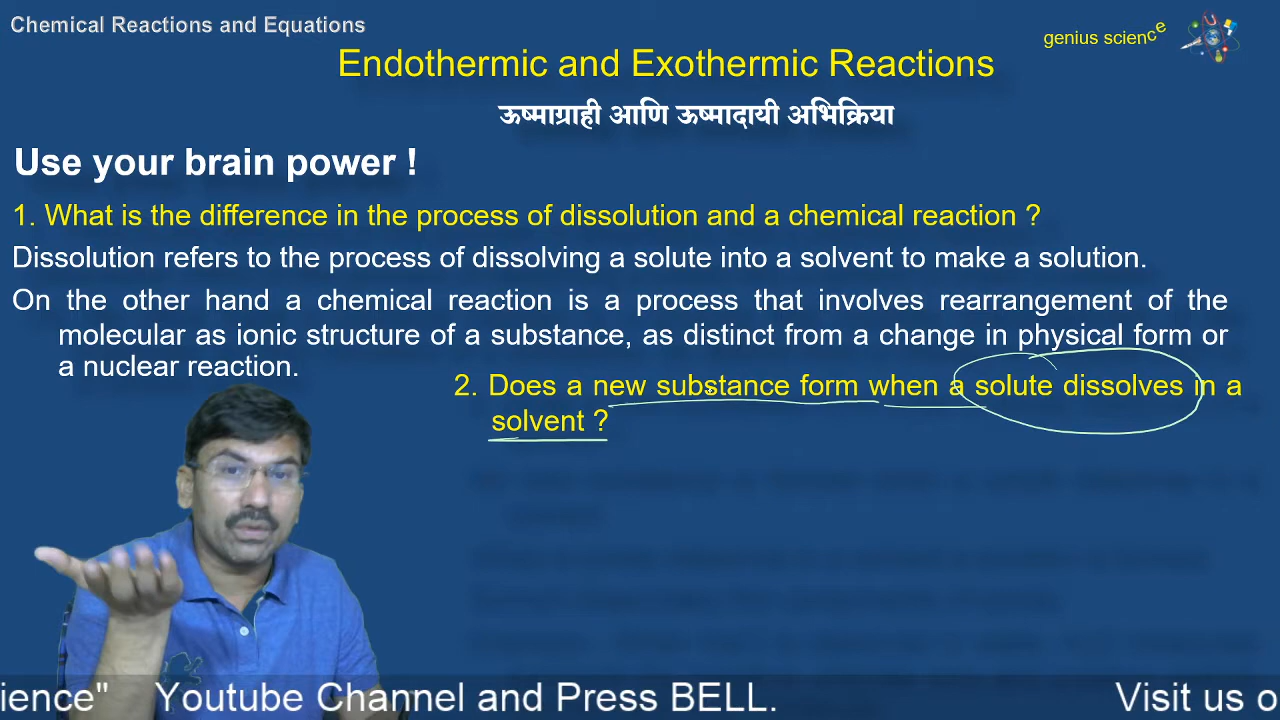 Chemical Reactions and Equations
genius science
Endothermic and Exothermic Reactions
ऊष्माग्राही आणि ऊष्मादायी अभिक्रिया
Use your brain power !
1. What is the difference in the process of dissolution and a chemical reaction ?
Dissolution refers to the process of dissolving a solute into a solvent to make a solution.
On the other hand a chemical reaction is a process that involves rearrangement of the
molecular as ionic structure of a substance, as distinct from a change in physical form or
a nuclear reaction.
2. Does a new substance form when a solute dissolves in a
solvent ?
ience" Youtube Channel and Press BELL. Visit us o